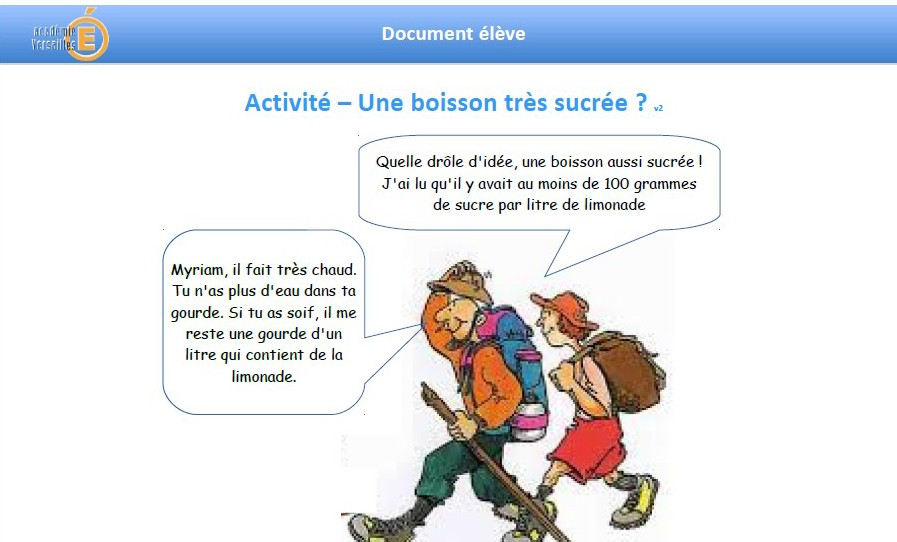 académie
Versailles
Document élève
Activité – Une boisson très sucrée ? v2
Quelle drôle d'idée, une boisson aussi sucrée !
J'ai lu qu'il y avait au moins de 100 grammes
de sucre par litre de limonade
Myriam, il fait très chaud.
Tu n'as plus d'eau dans ta
gourde. Si tu as soif, il me
reste une gourde d'un
litre qui contient de la
limonade.